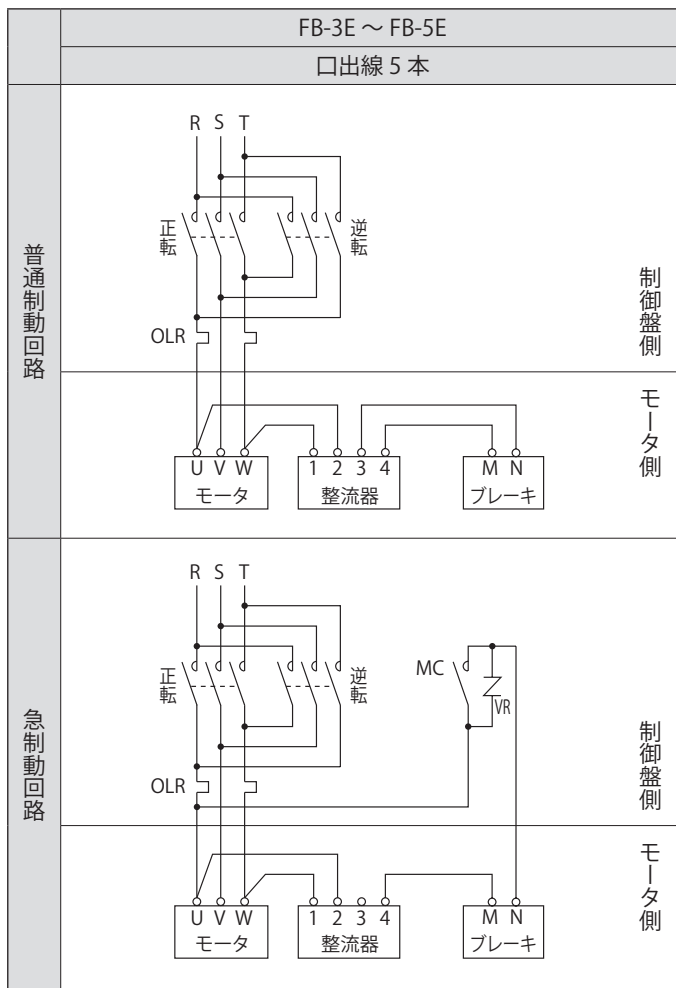 FB-3E ～ FB-5E
口出線 5 本
普通制動回路
R S T
正転
逆転
OLR
制御盤側
モータ側
U V W
モータ
1 2 3 4
整流器
M N
ブレーキ
急制動回路
R S T
正転
逆転
MC
VR
OLR
制御盤側
モータ側
U V W
モータ
1 2 3 4
整流器
M N
ブレーキ